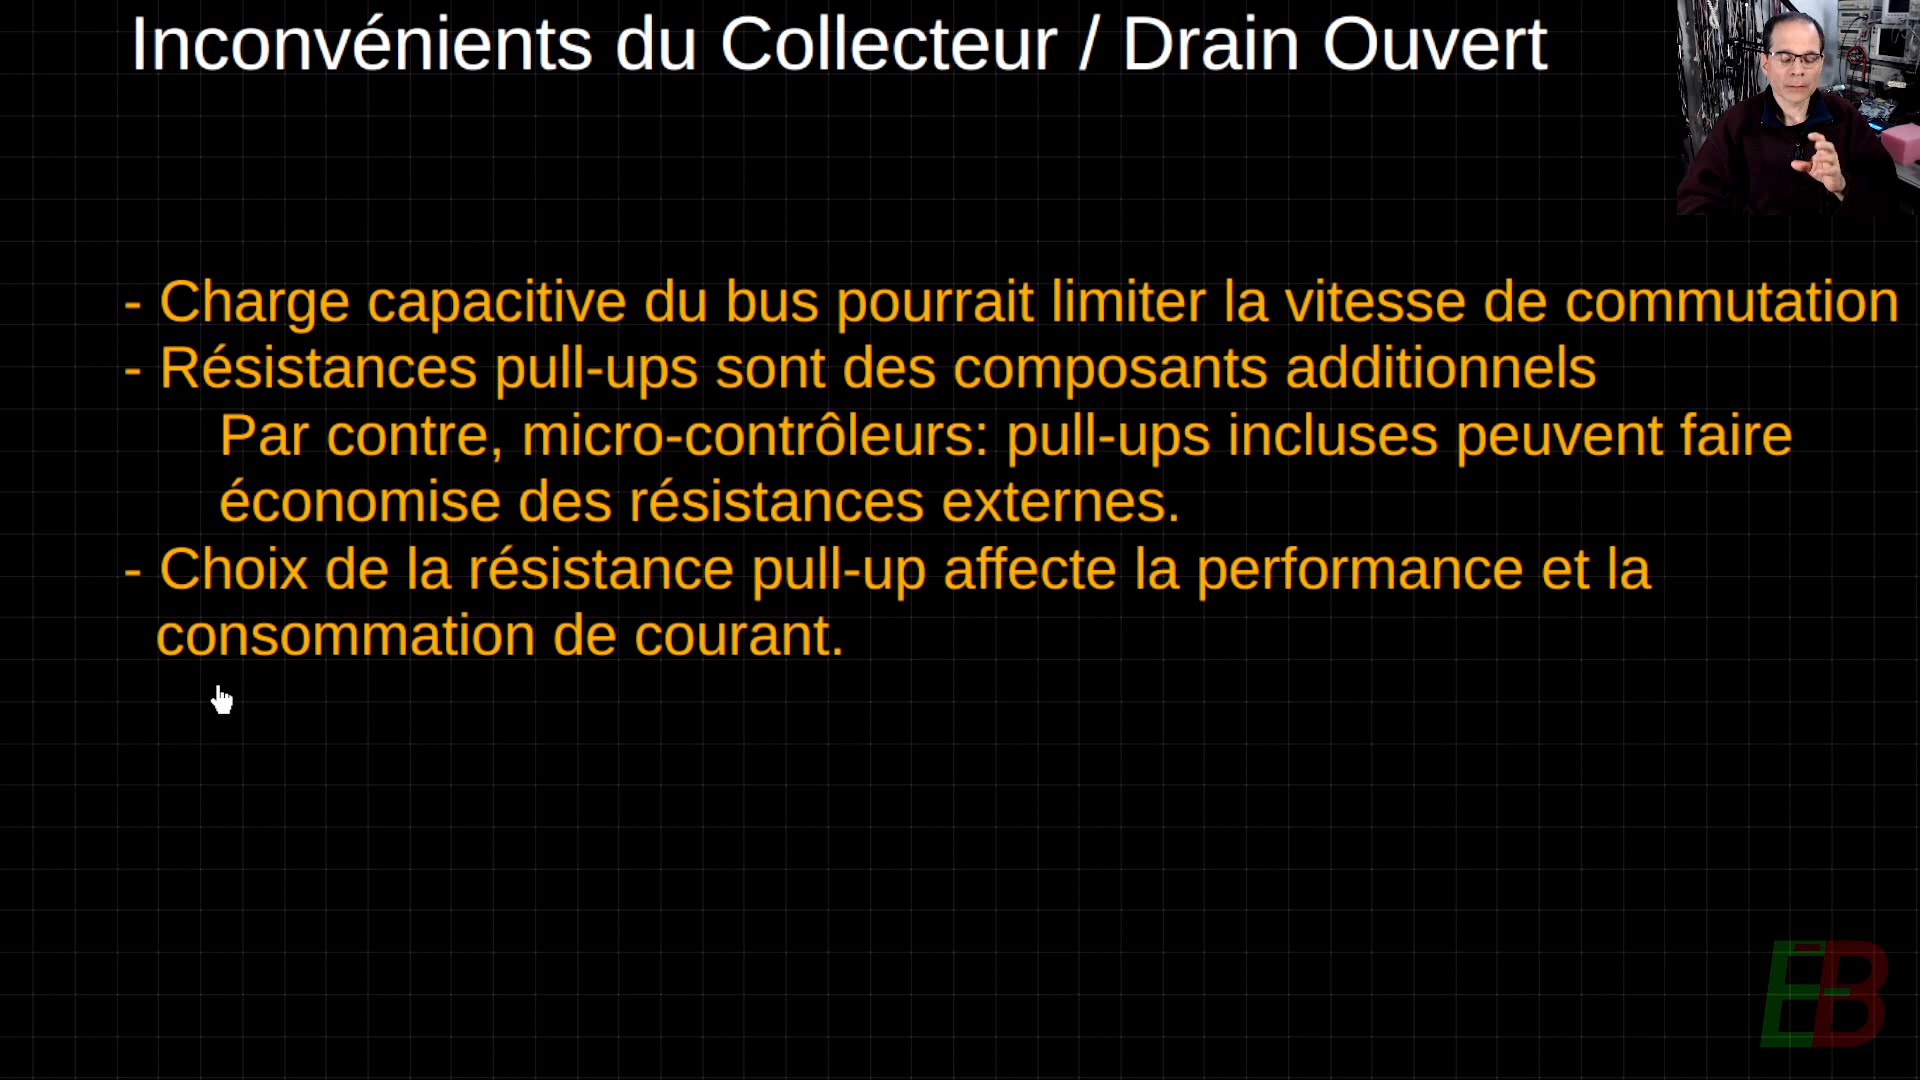 Inconvénients du Collecteur / Drain Ouvert
- Charge capacitive du bus pourrait limiter la vitesse de commutation
- Résistances pull-ups sont des composants additionnels
Par contre, micro-contrôleurs: pull-ups incluses peuvent faire
économise des résistances externes.
- Choix de la résistance pull-up affecte la performance et la
consommation de courant.
EB